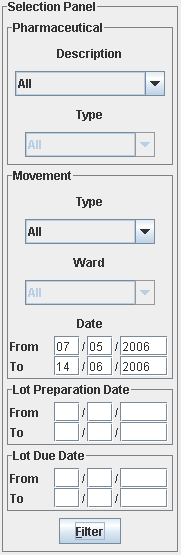 Selection Panel
Pharmaceutical
Description
All
Type
All
Movement
Type
All
Ward
All
Date
From 07 / 05 / 2006
To 14 / 06 / 2006
Lot Preparation Date
From / /
To / /
Lot Due Date
From / /
To / /
Filter